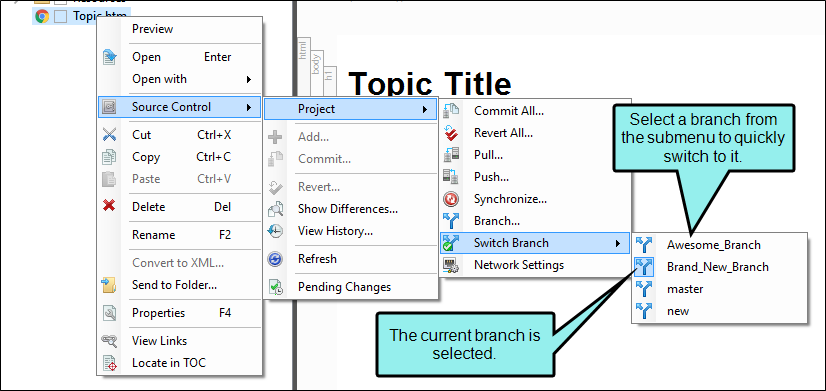 Resources
Topic.htm
Preview
Open Enter
Open with
Source Control
Cut Ctrl+X
Copy Ctrl+C
Paste Ctrl+V
Delete Del
Rename F2
Convert to XML...
Send to Folder...
Properties F4
View Links
Locate in TOC
html
body
h1
Topic Title
Project
Add...
Commit...
Revert...
Show Differences...
View History...
Refresh
Pending Changes
Commit All...
Revert All...
Pull...
Push...
Synchronize...
Branch...
Switch Branch
Network Settings
Select a branch from
the submenu to quickly
switch to it.
Awesome_Branch
Brand_New_Branch
master
new
The current branch is
selected.